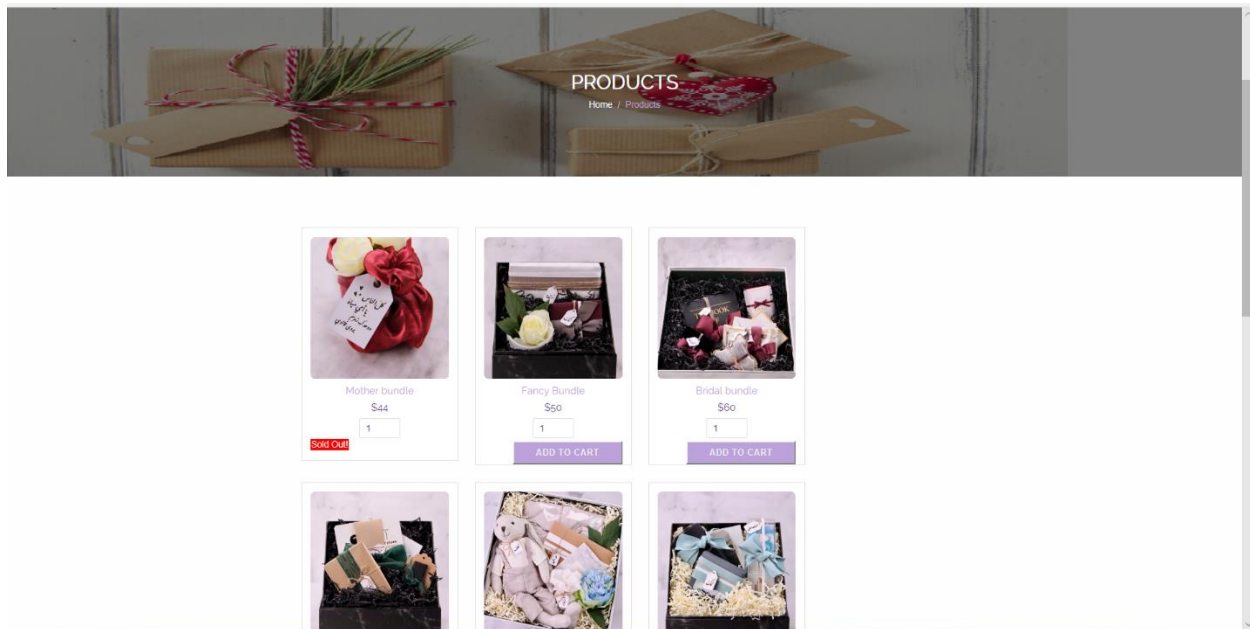 PRODUCTS
Home / Products
Mother bundle
$44
1
Sold Out!
Fancy Bundle
$50
1
ADD TO CART
Bridal bundle
$60
1
ADD TO CART